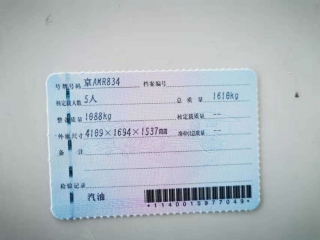 号牌号码 京AMR834 档案编号
核定载人数 5人 总质量 1610kg
整备质量 1088kg 核定载质量 --
外廓尺寸 4109×1694×1537mm 准牵引总质量 --
备注
检验记录
汽油
*1140013977049*